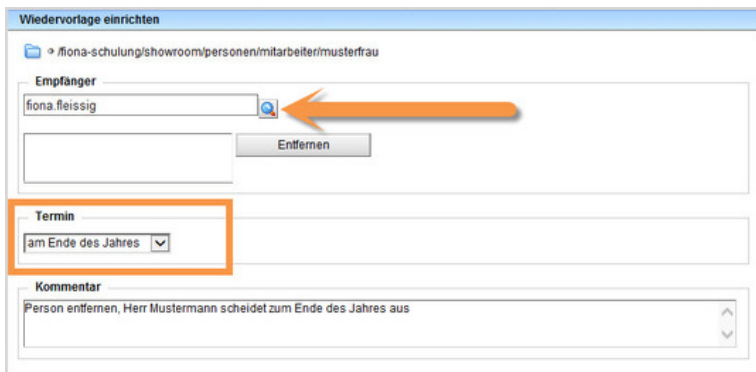 Wiedervorlage einrichten
/fiona-schulung/showroom/personen/mitarbeiter/musterfrau
Empfänger
fiona.fleissig
Entfernen
Termin
am Ende des Jahres
Kommentar
Person entfernen, Herr Mustermann scheidet zum Ende des Jahres aus